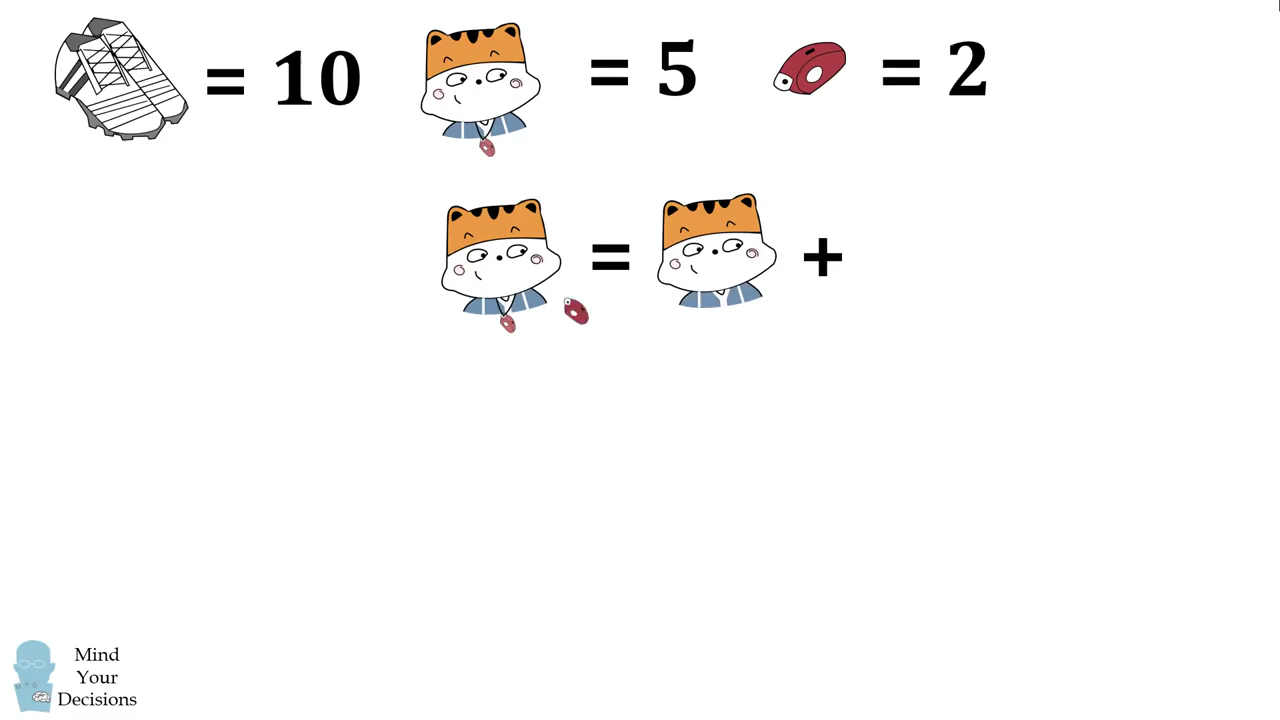 = 10 = 5 = 2
= +
Mind
Your
Decisions